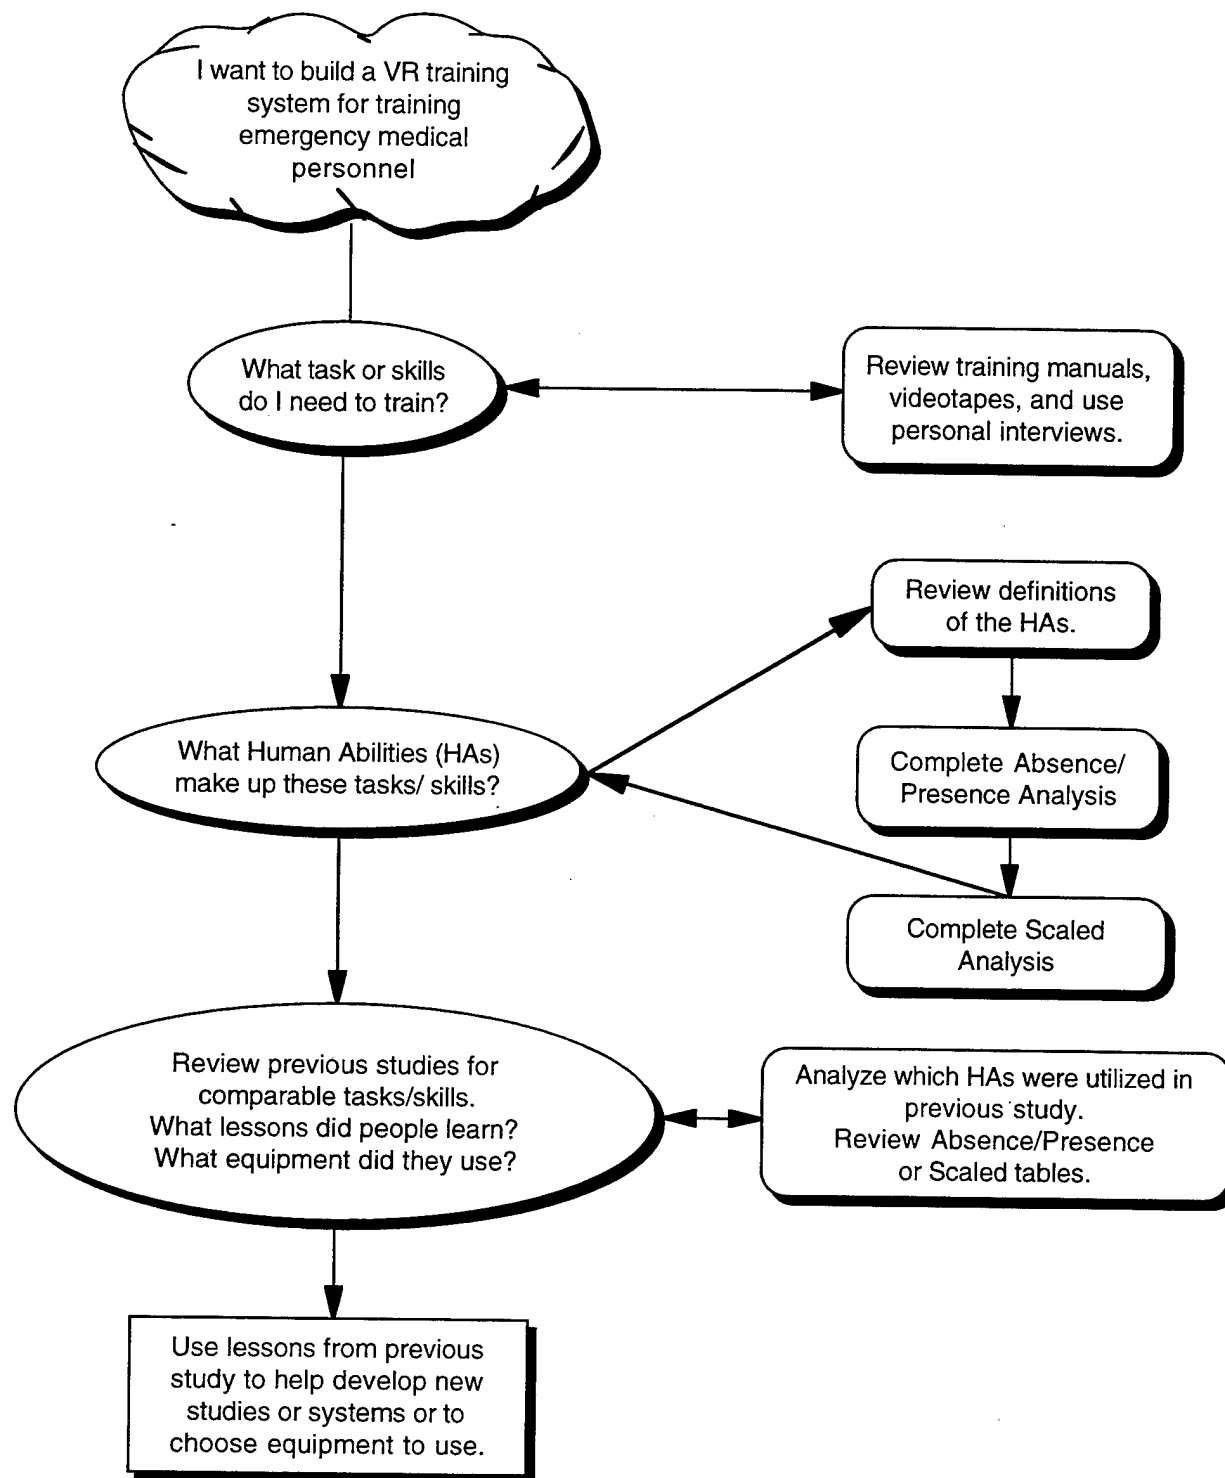 I want to build a VR training
system for training
emergency medical
personnel
What task or skills
do I need to train?
Review training manuals,
videotapes, and use
personal interviews.
Review definitions
of the HAs.
What Human Abilities (HAs)
make up these tasks/ skills?
Complete Absence/
Presence Analysis
Complete Scaled
Analysis
Review previous studies for
comparable tasks/skills.
What lessons did people learn?
What equipment did they use?
Analyze which HAs were utilized in
previous study.
Review Absence/Presence
or Scaled tables.
Use lessons from previous
study to help develop new
studies or systems or to
choose equipment to use.